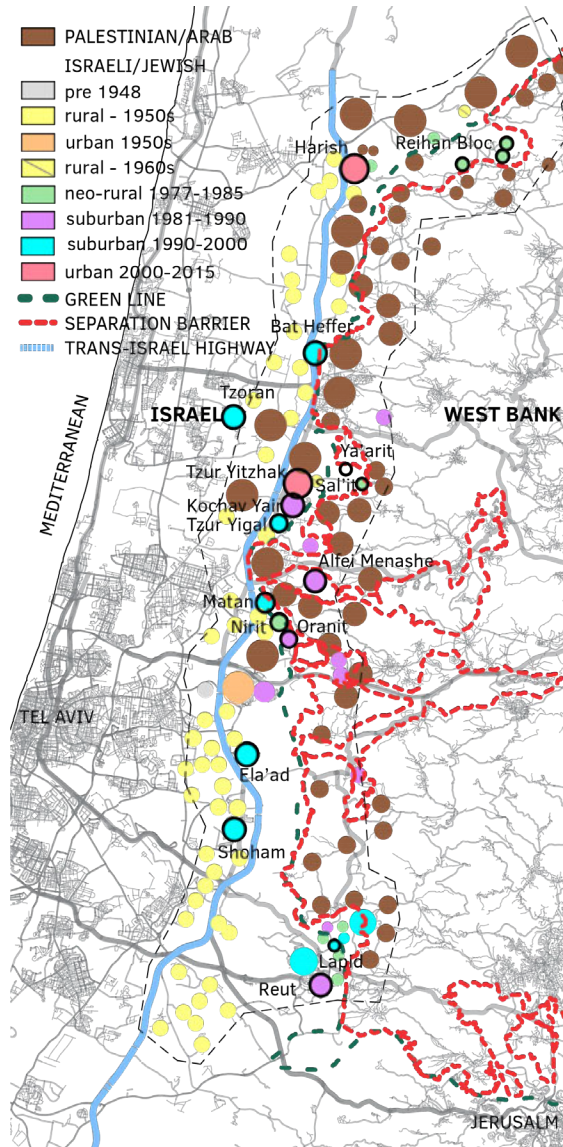 PALESTINIAN/ARAB
ISRAELI/JEWISH
pre 1948
rural - 1950s
urban 1950s
rural - 1960s
neo-rural 1977-1985
suburban 1981-1990
suburban 1990-2000
urban 2000-2015
GREEN LINE
SEPARATION BARRIER
TRANS-ISRAEL HIGHWAY
Harish
Reihan Bloc
Bat Heffer
Tzoran
ISRAEL
WEST BANK
MEDITERRANEAN
Ya'arit
Tzur Yitzhak
Sal'it
Kochav Yair
Tzur Yigal
Alfei Menashe
Matan
Nirit
Oranit
TEL AVIV
Ela'ad
Shoham
Lapid
Reut
JERUSALM